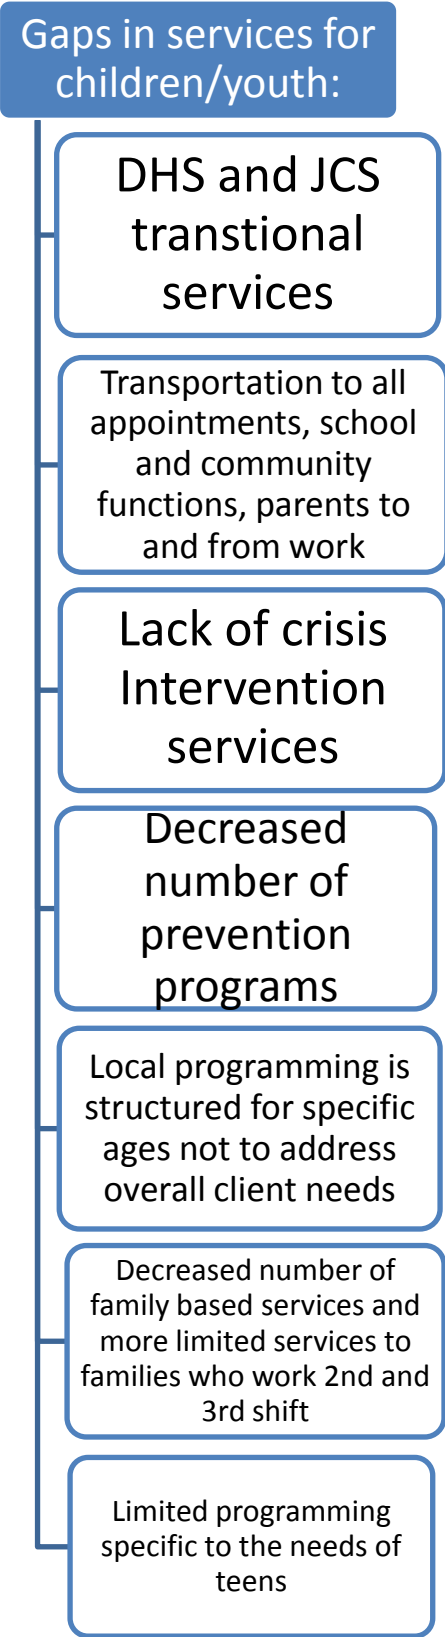 Gaps in services for
children/youth:
DHS and JCS
transtional
services
Transportation to all
appointments, school
and community
functions, parents to
and from work
Lack of crisis
Intervention
services
Decreased
number of
prevention
programs
Local programming is
structured for specific
ages not to address
overall client needs
Decreased number of
family based services and
more limited services to
families who work 2nd and
3rd shift
Limited programming
specific to the needs of
teens